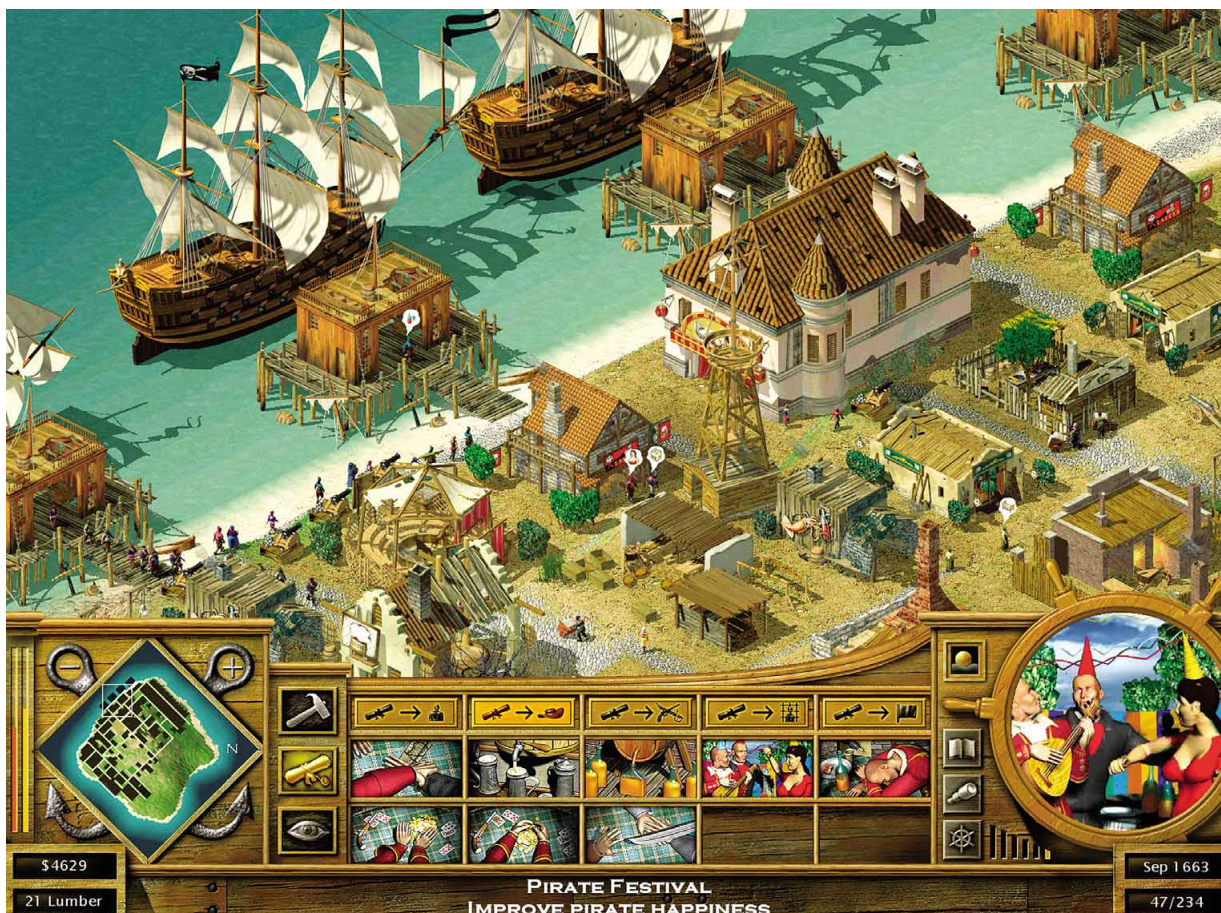 N
$4629
21 Lumber
PIRATE FESTIVAL
IMPROVE PIRATE HAPPINESS
Sep 1663
47/234